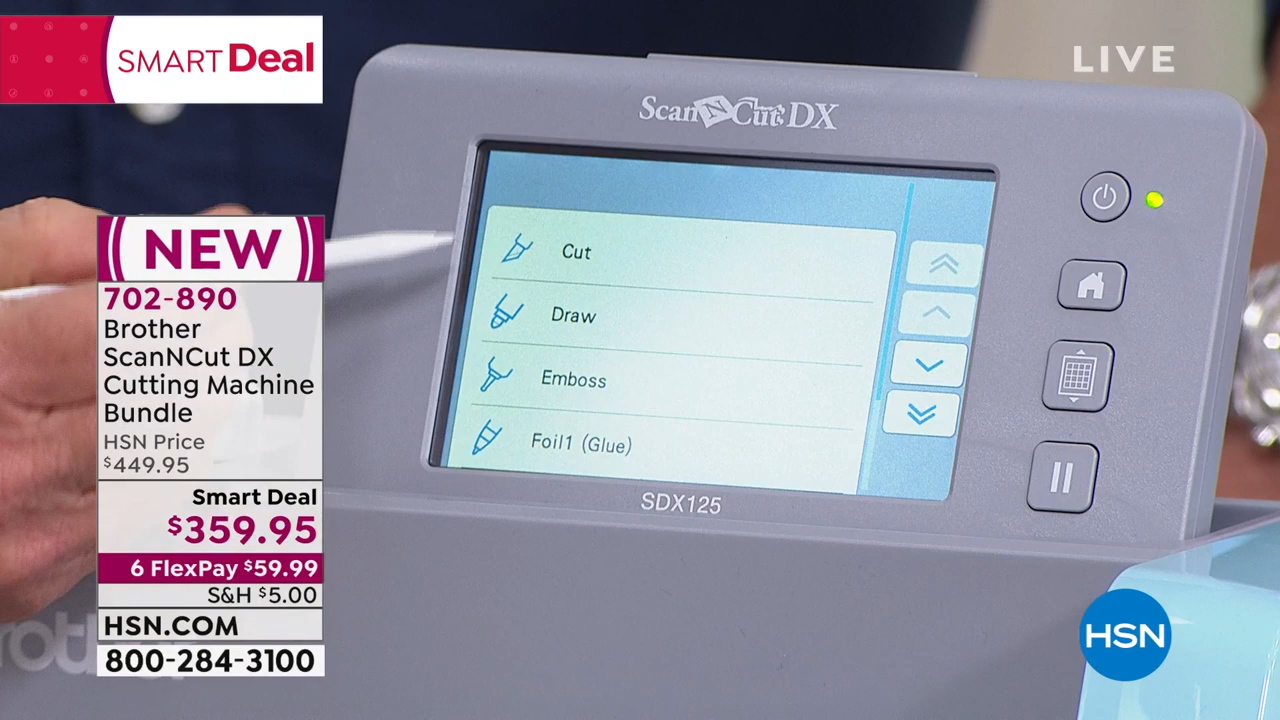 SMART Deal
LIVE
ScanNCut DX
NEW
702-890
Brother
ScanNCut DX
Cutting Machine
Bundle
HSN Price
$449.95
Smart Deal
$359.95
6 FlexPay $59.99
S&H $5.00
HSN.COM
800-284-3100
Cut
Draw
Emboss
Foil1 (Glue)
SDX125
HSN